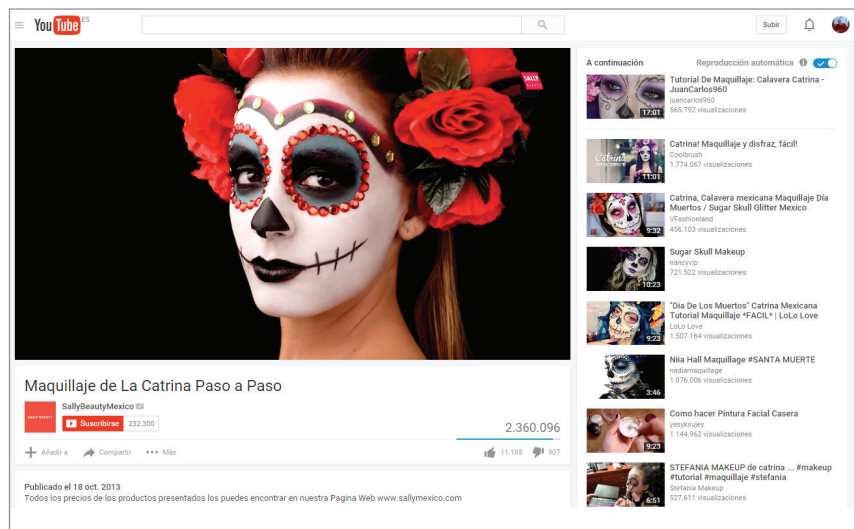 YouTube ES
Subir
SALLY
BEAUTY
A continuación
Reproducción automática
Tutorial De Maquillaje: Calavera Catrina -
JuanCarlos960
juancarlos960
565.792 visualizaciones
17:01
Catrina! Maquillaje y disfraz, fácil!
Coolbrush
1.774.067 visualizaciones
Catrina
11:01
Catrina, Calavera mexicana Maquillaje Día
Muertos / Sugar Skull Glitter Mexico
VFashionland
456.103 visualizaciones
9:32
Sugar Skull Makeup
nancyvip
721.522 visualizaciones
10:23
"Dia De Los Muertos" Catrina Mexicana
Tutorial Maquillaje *FACIL* | LoLo Love
LoLo Love
1.507.164 visualizaciones
9:23
Niia Hall Maquillage #SANTA MUERTE
nadiamaquillage
1.076.006 visualizaciones
3:46
Como hacer Pintura Facial Casera
yesyksujey
1.144.962 visualizaciones
9:23
STEFANIA MAKEUP de catrina ... #makeup
#tutorial #maquillaje #stefania
Stefania Makeup
527.611 visualizaciones
6:51
Maquillaje de La Catrina Paso a Paso
SALLY BEAUTY
SallyBeautyMexico
Suscribirse 232.300
2.360.096
Añadir a Compartir Más
11.188 907
Publicado el 18 oct. 2013
Todos los precios de los productos presentados los puedes encontrar en nuestra Pagina Web www.sallymexico.com